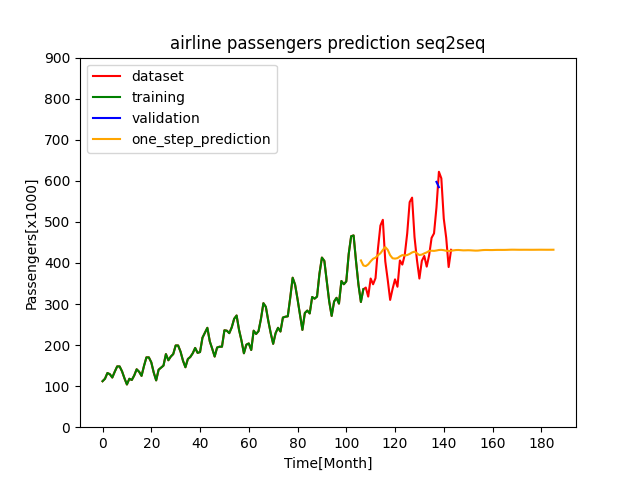 airline passengers prediction seq2seq
dataset
training
validation
one_step_prediction
900
800
700
600
500
400
300
200
100
0
Passengers[x1000]
0 20 40 60 80 100 120 140 160 180
Time[Month]